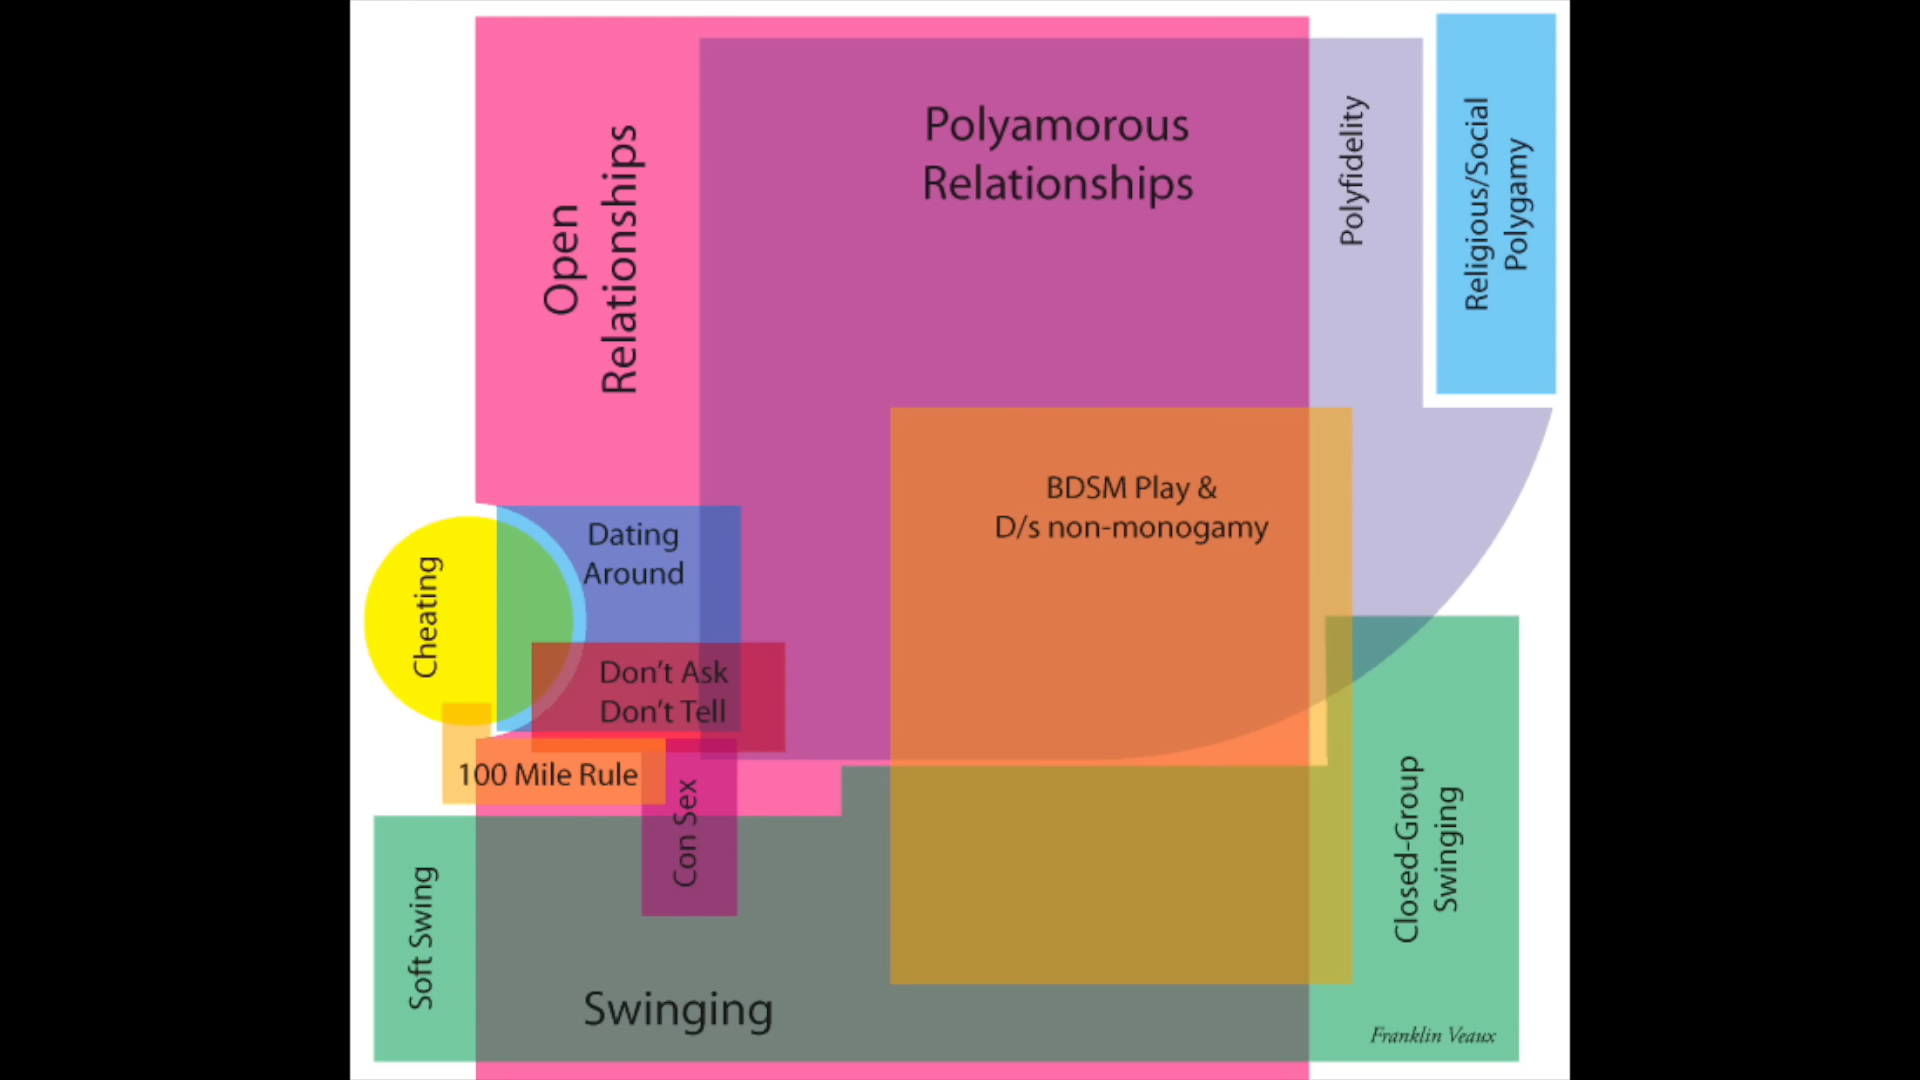 Polyamorous
Relationships
Open
Relationships
Polyfidelity
Religious/Social
Polygamy
BDSM Play &
D/s non-monogamy
Dating
Around
Cheating
Don't Ask
Don't Tell
100 Mile Rule
Con Sex
Closed-Group
Swinging
Soft Swing
Swinging
Franklin Veaux